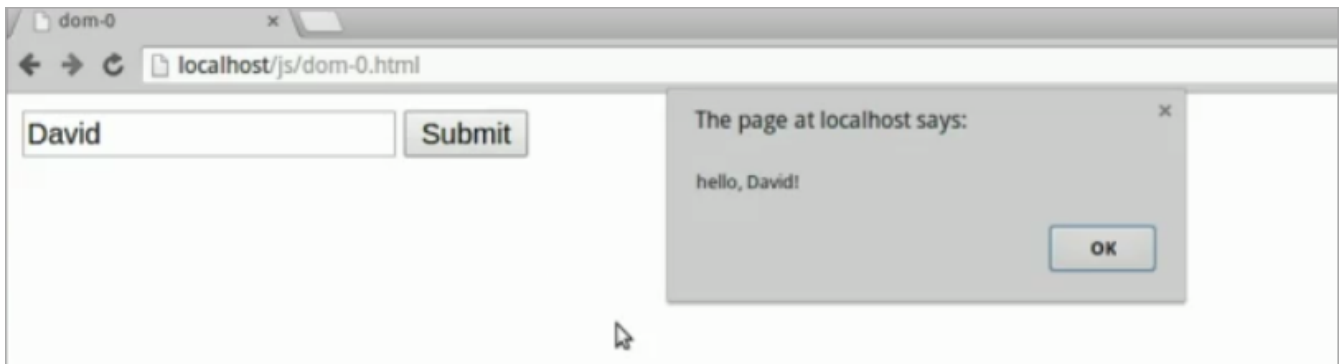 dom-0
localhost/js/dom-0.html
David Submit
The page at localhost says:
hello, David!
OK